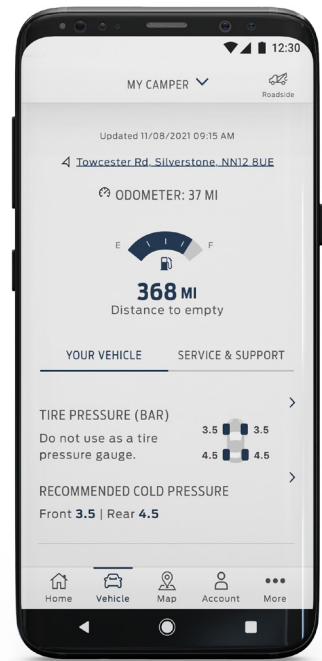 12:30
MY CAMPER
Roadside
Updated 11/08/2021 09:15 AM
Towcester Rd, Silverstone, NN12 8UE
ODOMETER: 37 MI
E F
368 MI
Distance to empty
YOUR VEHICLE SERVICE & SUPPORT
TIRE PRESSURE (BAR)
3.5 3.5
Do not use as a tire
pressure gauge.
4.5 4.5
RECOMMENDED COLD PRESSURE
Front 3.5 | Rear 4.5
Home Vehicle Map Account More